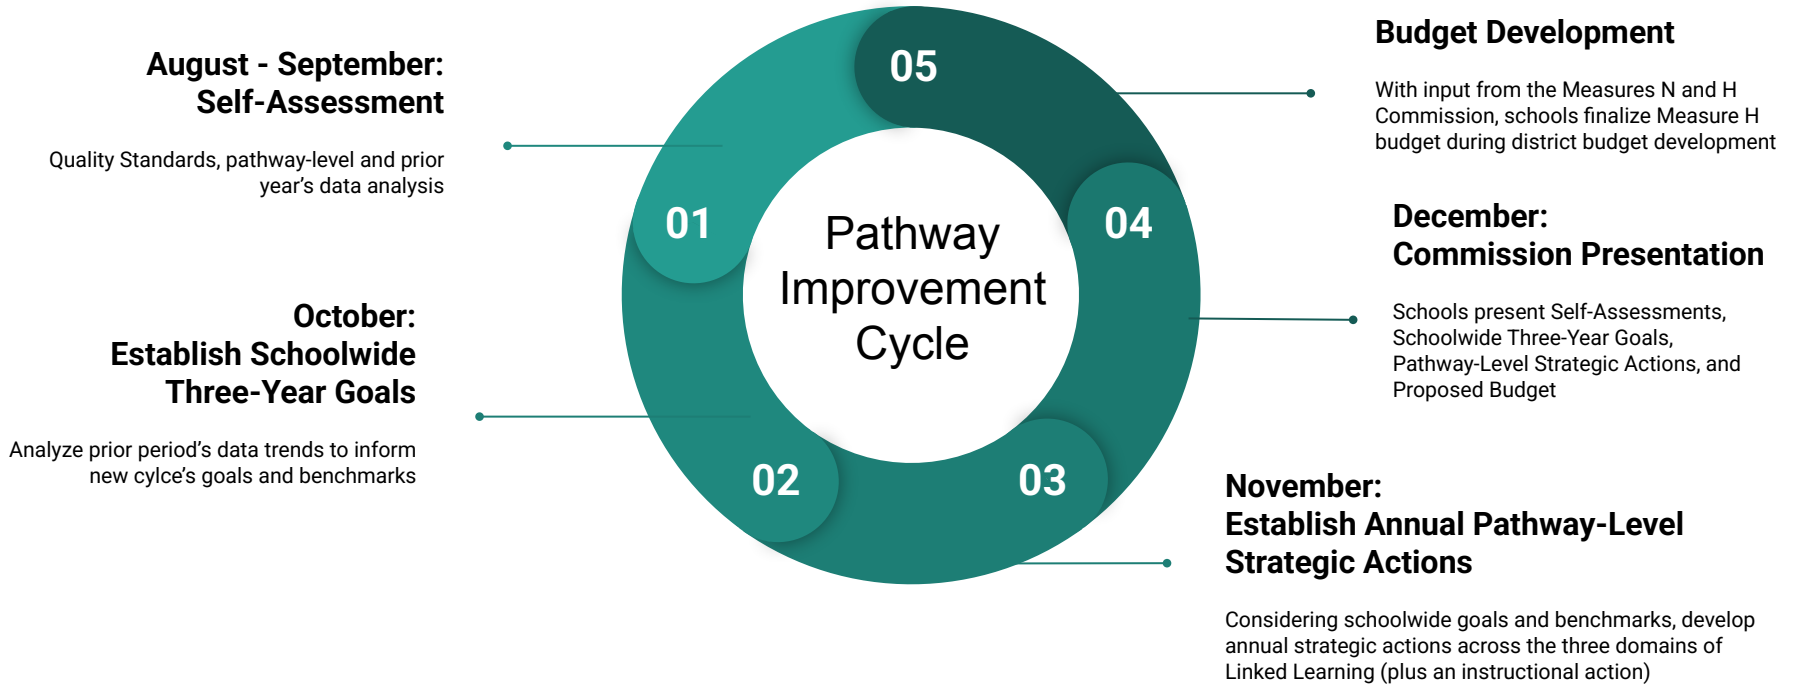 August - September:
Self-Assessment
Quality Standards, pathway-level and prior
year's data analysis
01
October:
Establish Schoolwide
Three-Year Goals
Analyze prior period's data trends to inform
new cylce's goals and benchmarks
02
Pathway
Improvement
Cycle
03
November:
Establish Annual Pathway-Level
Strategic Actions
Considering schoolwide goals and benchmarks, develop
annual strategic actions across the three domains of
Linked Learning (plus an instructional action)
04
December:
Commission Presentation
Schools present Self-Assessments,
Schoolwide Three-Year Goals,
Pathway-Level Strategic Actions, and
Proposed Budget
05
Budget Development
With input from the Measures N and H
Commission, schools finalize Measure H
budget during district budget development